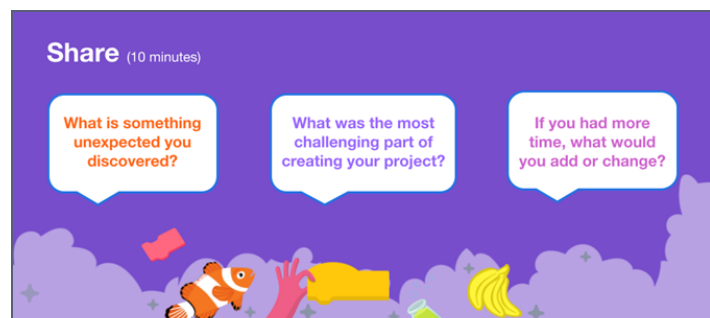 Share (10 minutes)
What is something
unexpected you
discovered?
What was the most
challenging part of
creating your project?
If you had more
time, what would
you add or change?